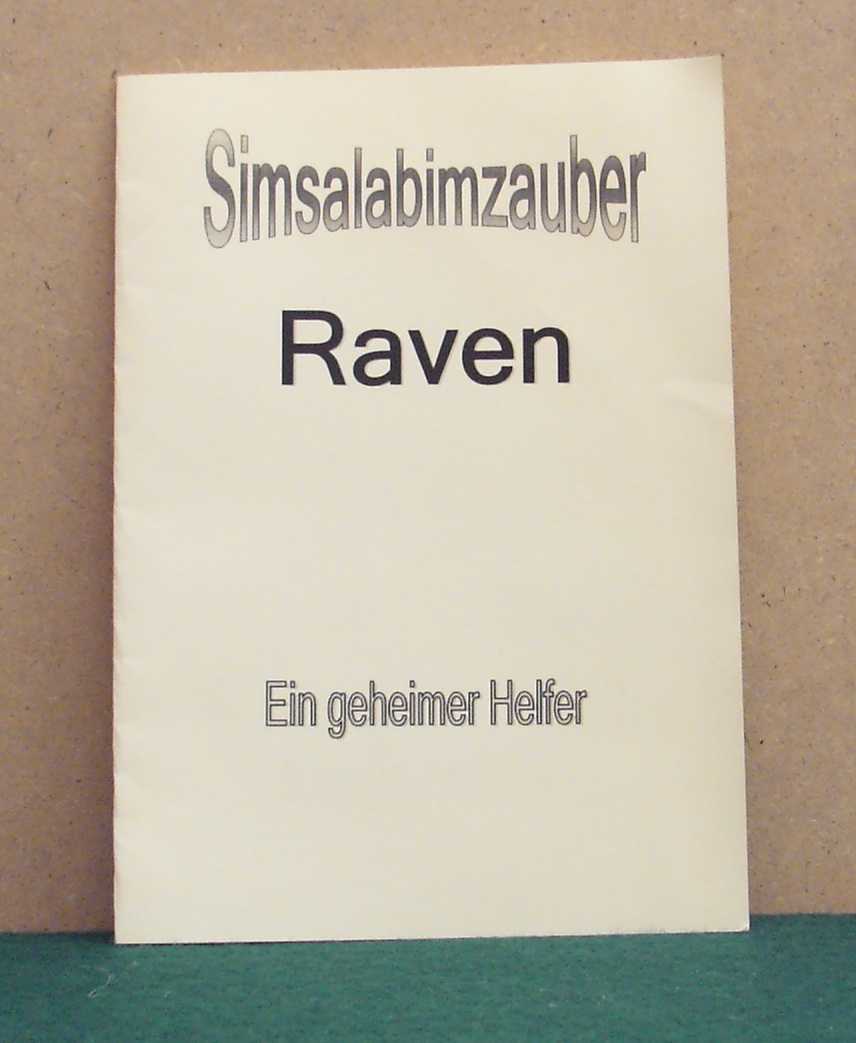 Simsalabimzauber
Raven
Ein geheimer Helfer